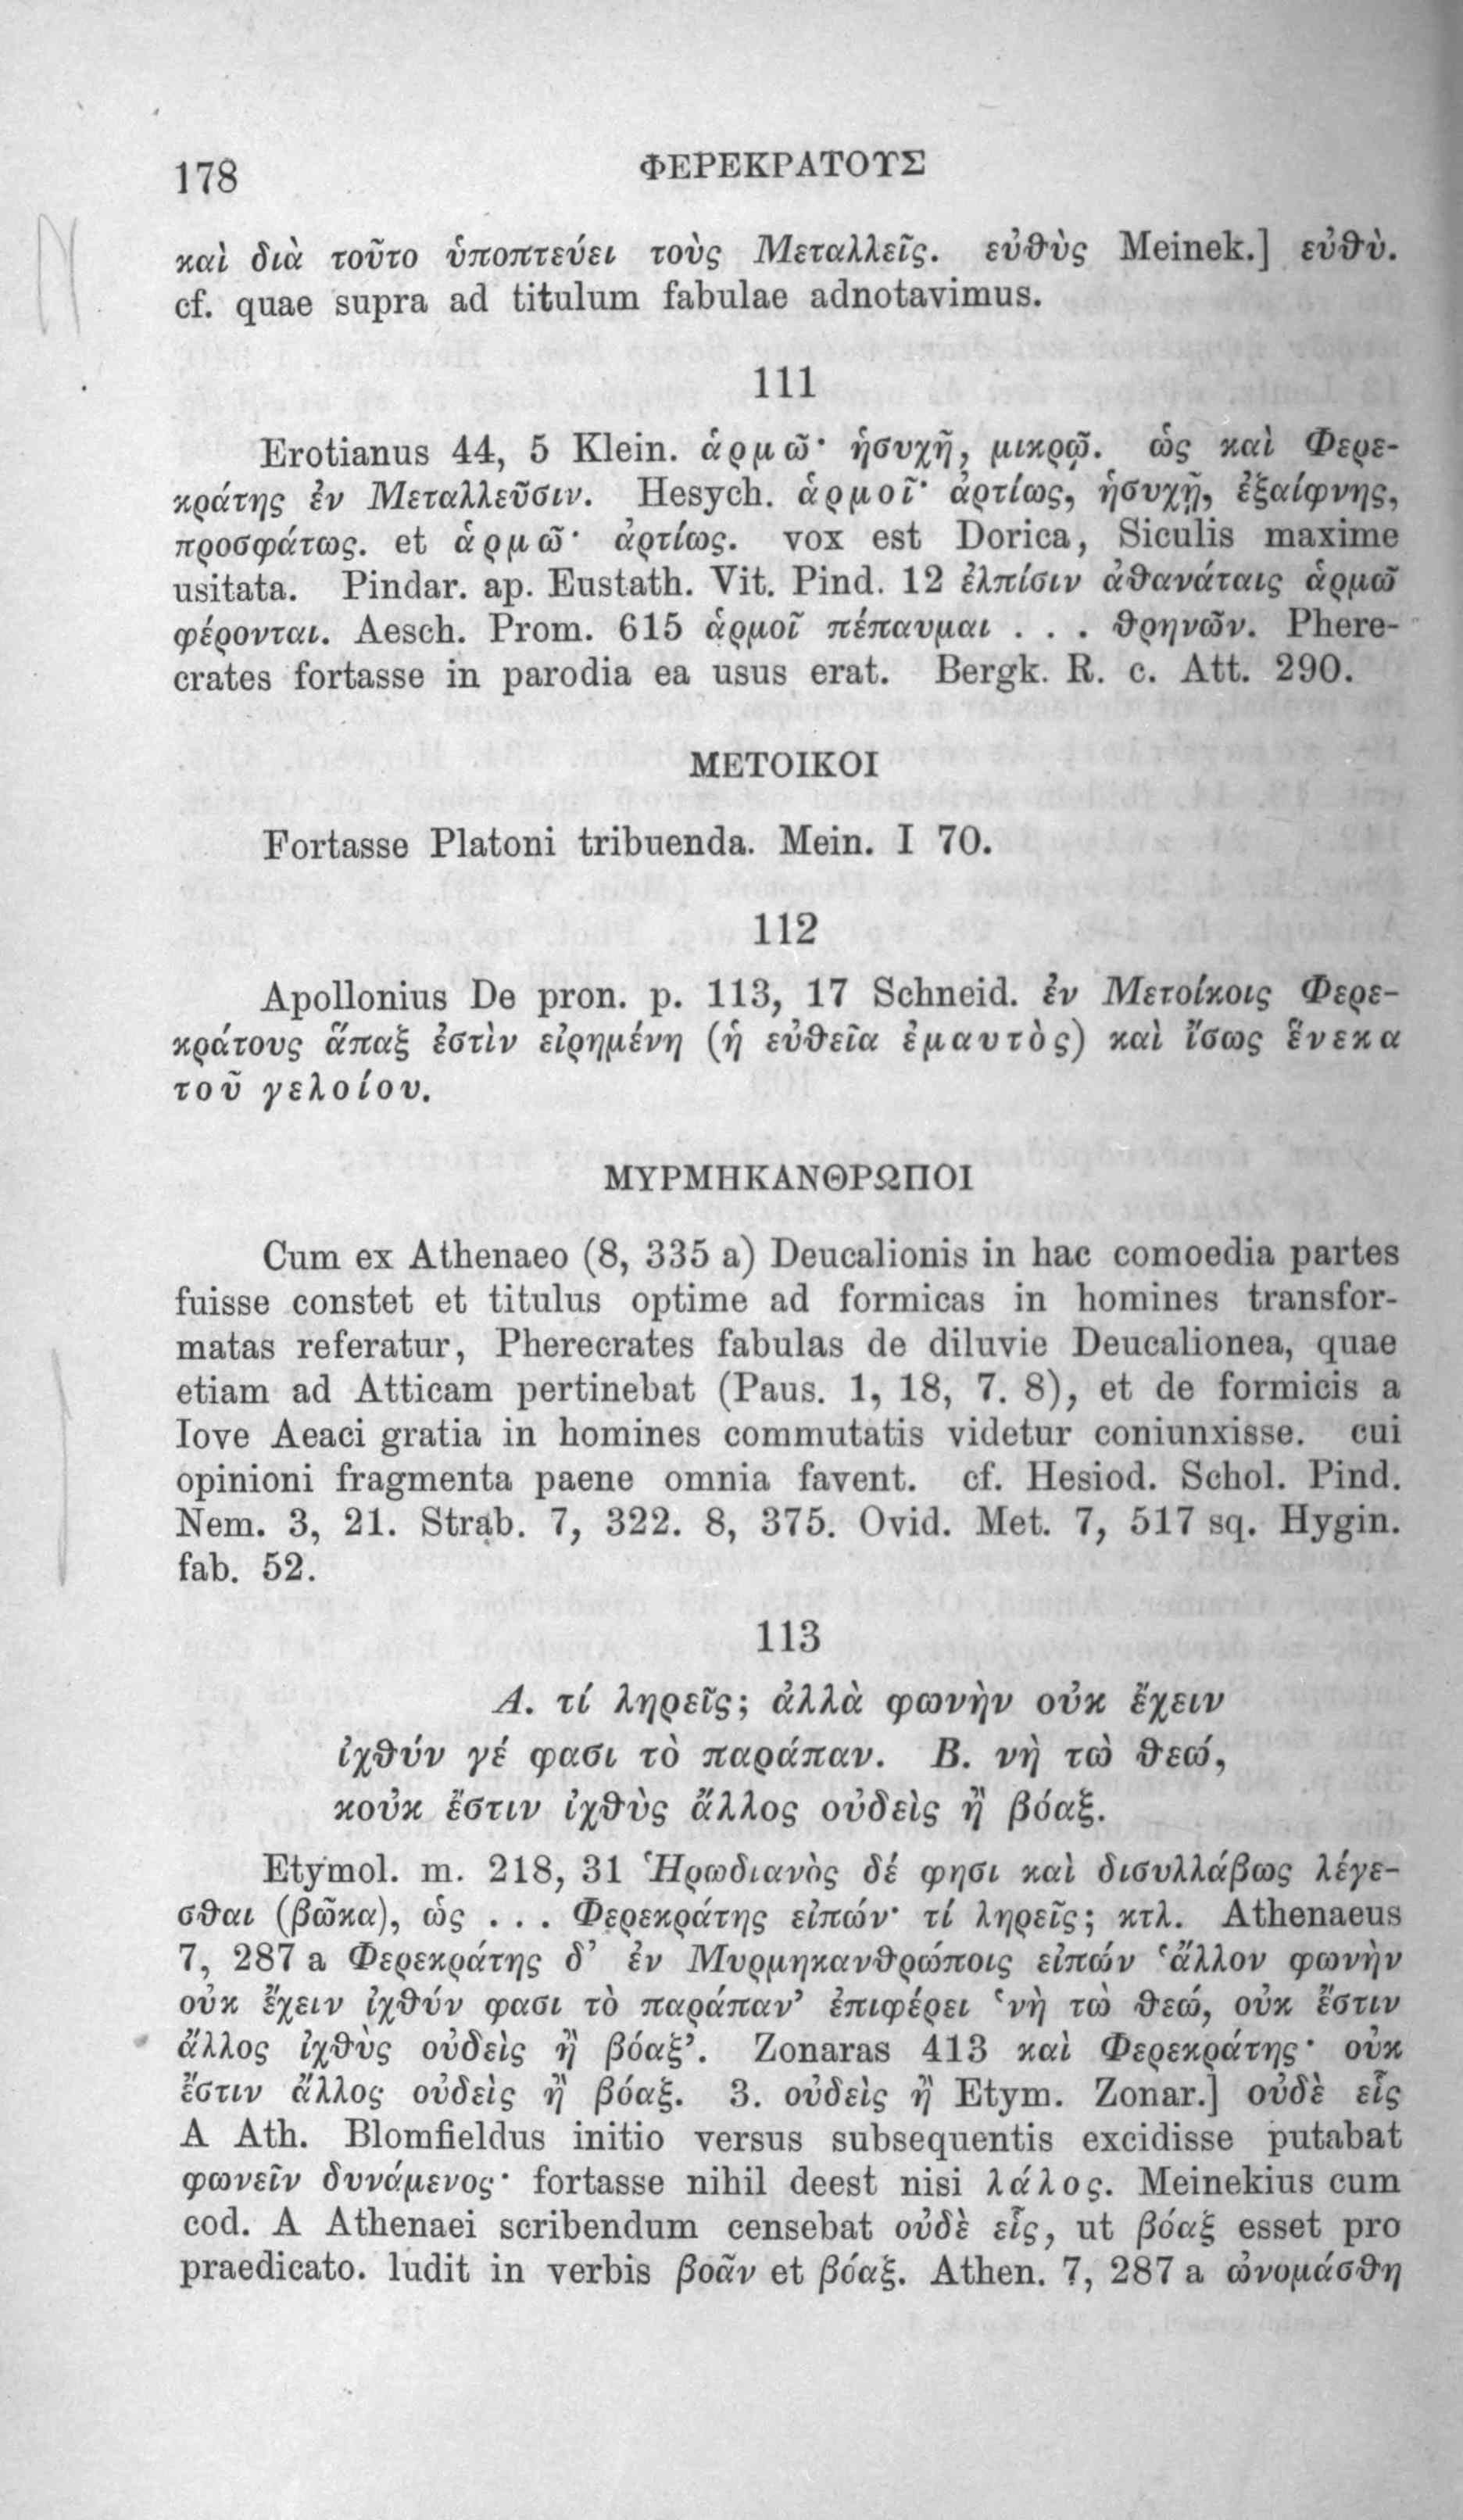 178
ΦΕΡΕΚΡΑΤΟΥΣ
καὶ διὰ τοῦτο ὑποπτεύει τοὺς Μεταλλεῖς. εὐθὺς Meinek.] εὐθὺ.
cf. quae supra ad titulum fabulae adnotavimus.
111
Erotianus 44, 5 Klein. ἁρμῶ· ἡσυχῆ, μικρῷ. ὡς καὶ Φερε-
κράτης ἐν Μεταλλεῦσιν. Hesych. ἁρμοῖ· ἀρτίως, ἡσυχῇ, ἐξαίφνης,
προσφάτως. et ἁρμῶ· ἀρτίως. vox est Dorica, Siculis maxime
usitata. Pindar. ap. Eustath. Vit. Pind. 12 ἐλπίσιν ἀθανάταις ἁρμῶ
φέρονται. Aesch. Prom. 615 ἁρμοῖ πέπαυμαι . . . θρηνῶν. Phere-
crates fortasse in parodia ea usus erat. Bergk. R. c. Att. 290.
ΜΕΤΟΙΚΟΙ
Fortasse Platoni tribuenda. Mein. I 70.
112
Apollonius De pron. p. 113, 17 Schneid. ἐν Μετοίκοις Φερε-
κράτους ἅπαξ ἐστὶν εἰρημένη (ἡ εὐθεῖα ἐμαυτὸς) καὶ ἴσως ἕνεκα
τοῦ γελοίου.
ΜΥΡΜΗΚΑΝΘΡΩΠΟΙ
Cum ex Athenaeo (8, 335 a) Deucalionis in hac comoedia partes
fuisse constet et titulus optime ad formicas in homines transfor-
matas referatur, Pherecrates fabulas de diluvie Deucalionea, quae
etiam ad Atticam pertinebat (Paus. 1, 18, 7. 8), et de formicis a
Iove Aeaci gratia in homines commutatis videtur coniunxisse. cui
opinioni fragmenta paene omnia favent. cf. Hesiod. Schol. Pind.
Nem. 3, 21. Strab. 7, 322. 8, 375. Ovid. Met. 7, 517 sq. Hygin.
fab. 52.
113
Α. τί ληρεῖς; ἀλλὰ φωνὴν οὐκ ἔχειν
ἰχθύν γέ φασι τὸ παράπαν. Β. νὴ τὼ θεώ,
κοὐκ ἔστιν ἰχθὺς ἄλλος οὐδεὶς ἢ βόαξ.
Etymol. m. 218, 31 Ἡρωδιανὸς δέ φησι καὶ δισυλλάβως λέγε-
σθαι (βῶκα), ὡς . . . Φερεκράτης εἰπών· τί ληρεῖς; κτλ. Athenaeus
7, 287 a Φερεκράτης δ’ ἐν Μυρμηκανθρώποις εἰπών ‘ἄλλον φωνὴν
οὐκ ἔχειν ἰχθύν φασι τὸ παράπαν’ ἐπιφέρει ‘νὴ τὼ θεώ, οὐκ ἔστιν
ἄλλος ἰχθὺς οὐδεὶς ἢ βόαξ’. Zonaras 413 καὶ Φερεκράτης· οὐκ
ἔστιν ἄλλος οὐδεὶς ἢ βόαξ. 3. οὐδεὶς ἢ Etym. Zonar.] οὐδὲ εἷς
A Ath. Blomfieldus initio versus subsequentis excidisse putabat
φωνεῖν δυνάμενος· fortasse nihil deest nisi λάλος. Meinekius cum
cod. A Athenaei scribendum censebat οὐδὲ εἷς, ut βόαξ esset pro
praedicato. ludit in verbis βοᾶν et βόαξ. Athen. 7, 287 a ὠνομάσθη